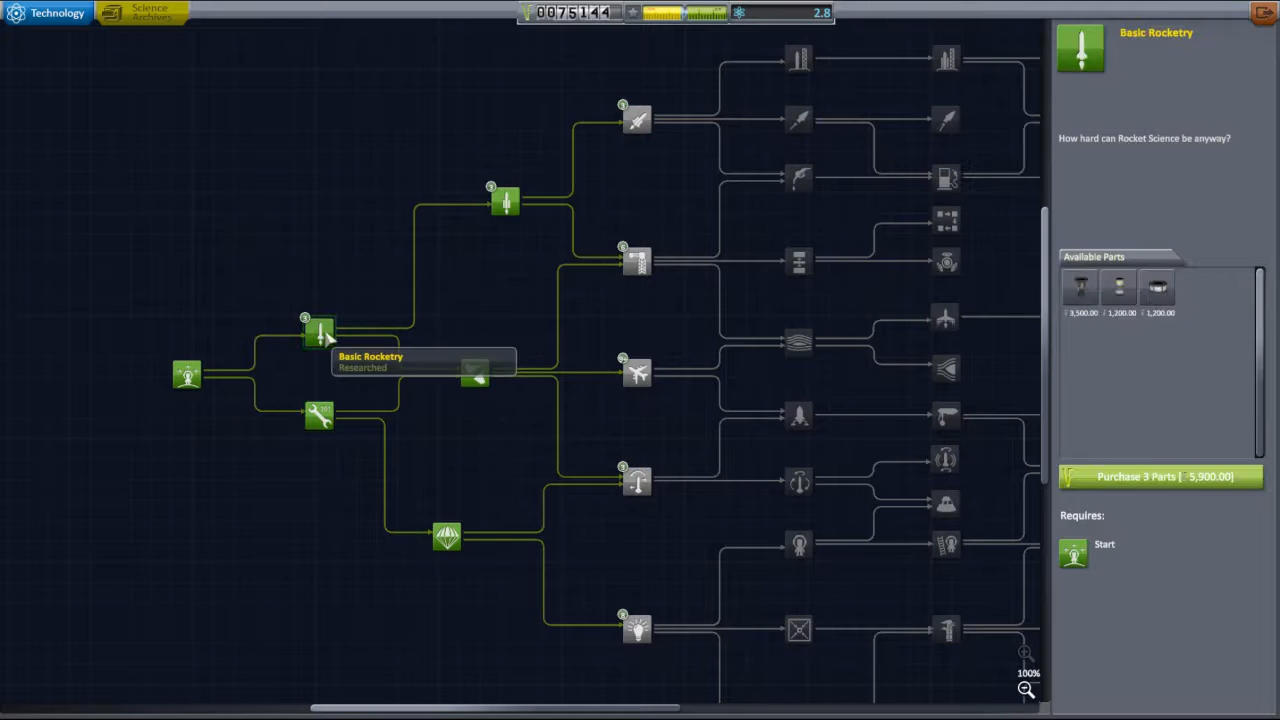 Technology
Science
Archives
0075144
2.8
Basic Rocketry
How hard can Rocket Science be anyway?
Basic Rocketry
Researched
Available Parts
3,500.00
1,200.00
1,200.00
Purchase 3 Parts [ 5,900.00]
Requires:
Start
100%